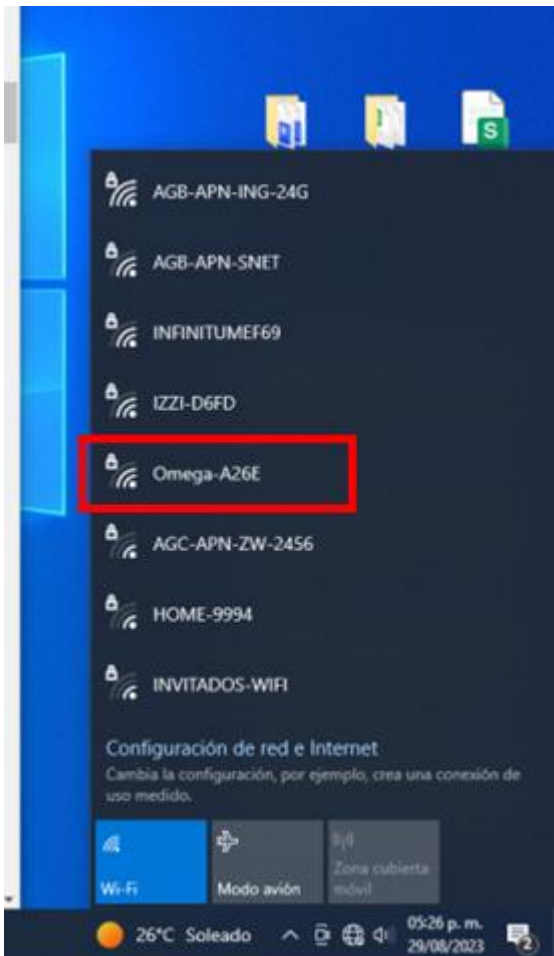 S
AGB-APN-ING-24G
AGB-APN-SNET
INFINITUMEF69
IZZI-D6FD
Omega-A26E
AGC-APN-ZW-2456
HOME-9994
INVITADOS-WIFI
Configuración de red e Internet
Cambia la configuración, por ejemplo, crea una conexión de
uso medido.
Wi-Fi
Modo avión
Zona cubierta
móvil
26°C Soleado
05:26 p. m.
29/08/2023
2